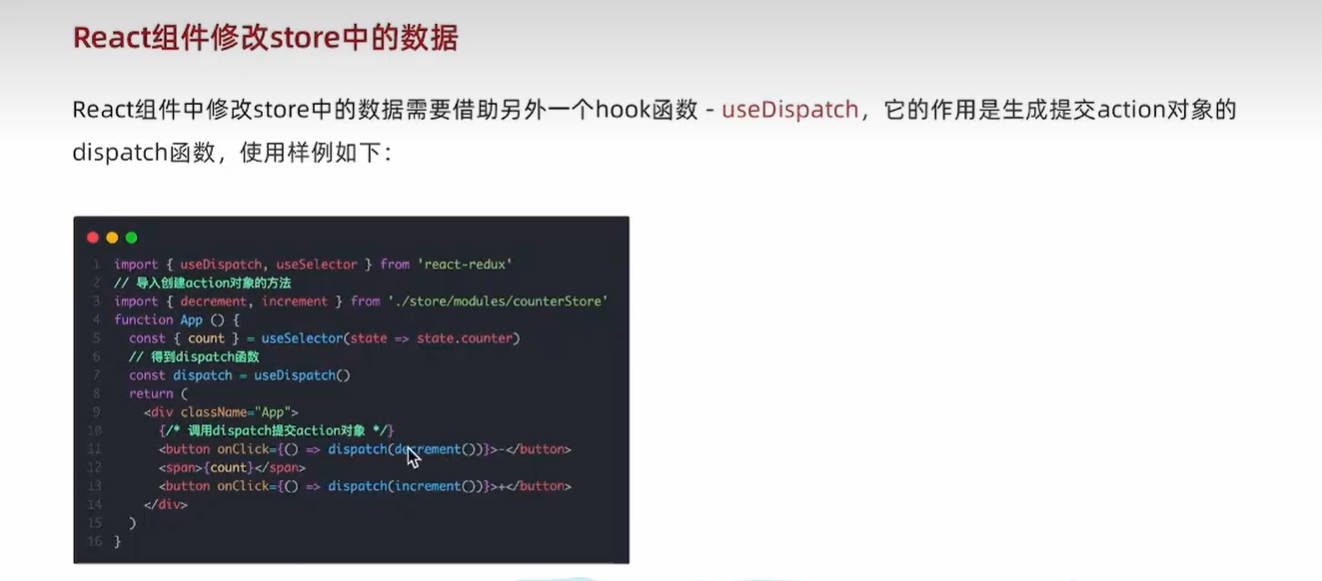 React组件修改store中的数据
React组件中修改store中的数据需要借助另外一个hook函数 - useDispatch，它的作用是生成提交action对象的
dispatch函数，使用样例如下：
1 import { useDispatch, useSelector } from 'react-redux'
2 // 导入创建action对象的方法
3 import { decrement, increment } from './store/modules/counterStore'
4 function App () {
5 const { count } = useSelector(state => state.counter)
6 // 得到dispatch函数
7 const dispatch = useDispatch()
8 return (
9 <div className="App">
10 {/* 调用dispatch提交action对象 */}
11 <button onClick={() => dispatch(decrement())}>-</button>
12 <span>{count}</span>
13 <button onClick={() => dispatch(increment())}>+</button>
14 </div>
15 )
16 }